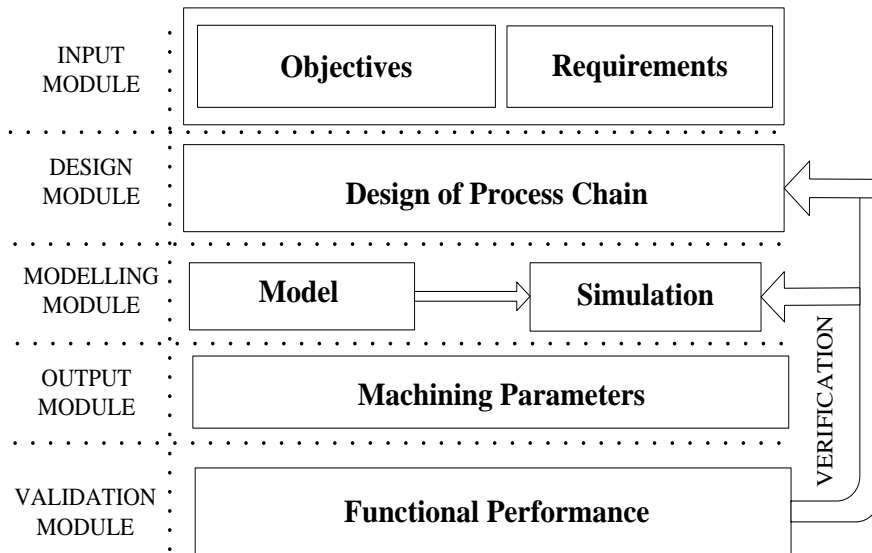 INPUT
MODULE
Objectives
Requirements
DESIGN
MODULE
Design of Process Chain
MODELLING
MODULE
Model
Simulation
OUTPUT
MODULE
Machining Parameters
VERIFICATION
VALIDATION
MODULE
Functional Performance